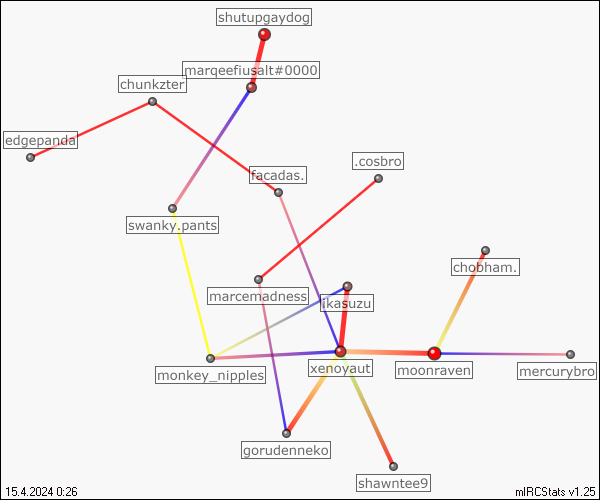 shutupgaydog
marqeefiusalt#0000
chunkzter
edgepanda
.cosbro
facadas.
swanky.pants
chobham.
marcemadness
ikasuzu
xenoyaut
moonraven
mercurybro
monkey_nipples
gorudenneko
shawntee9
15.4.2024 0:26
mIRCStats v1.25